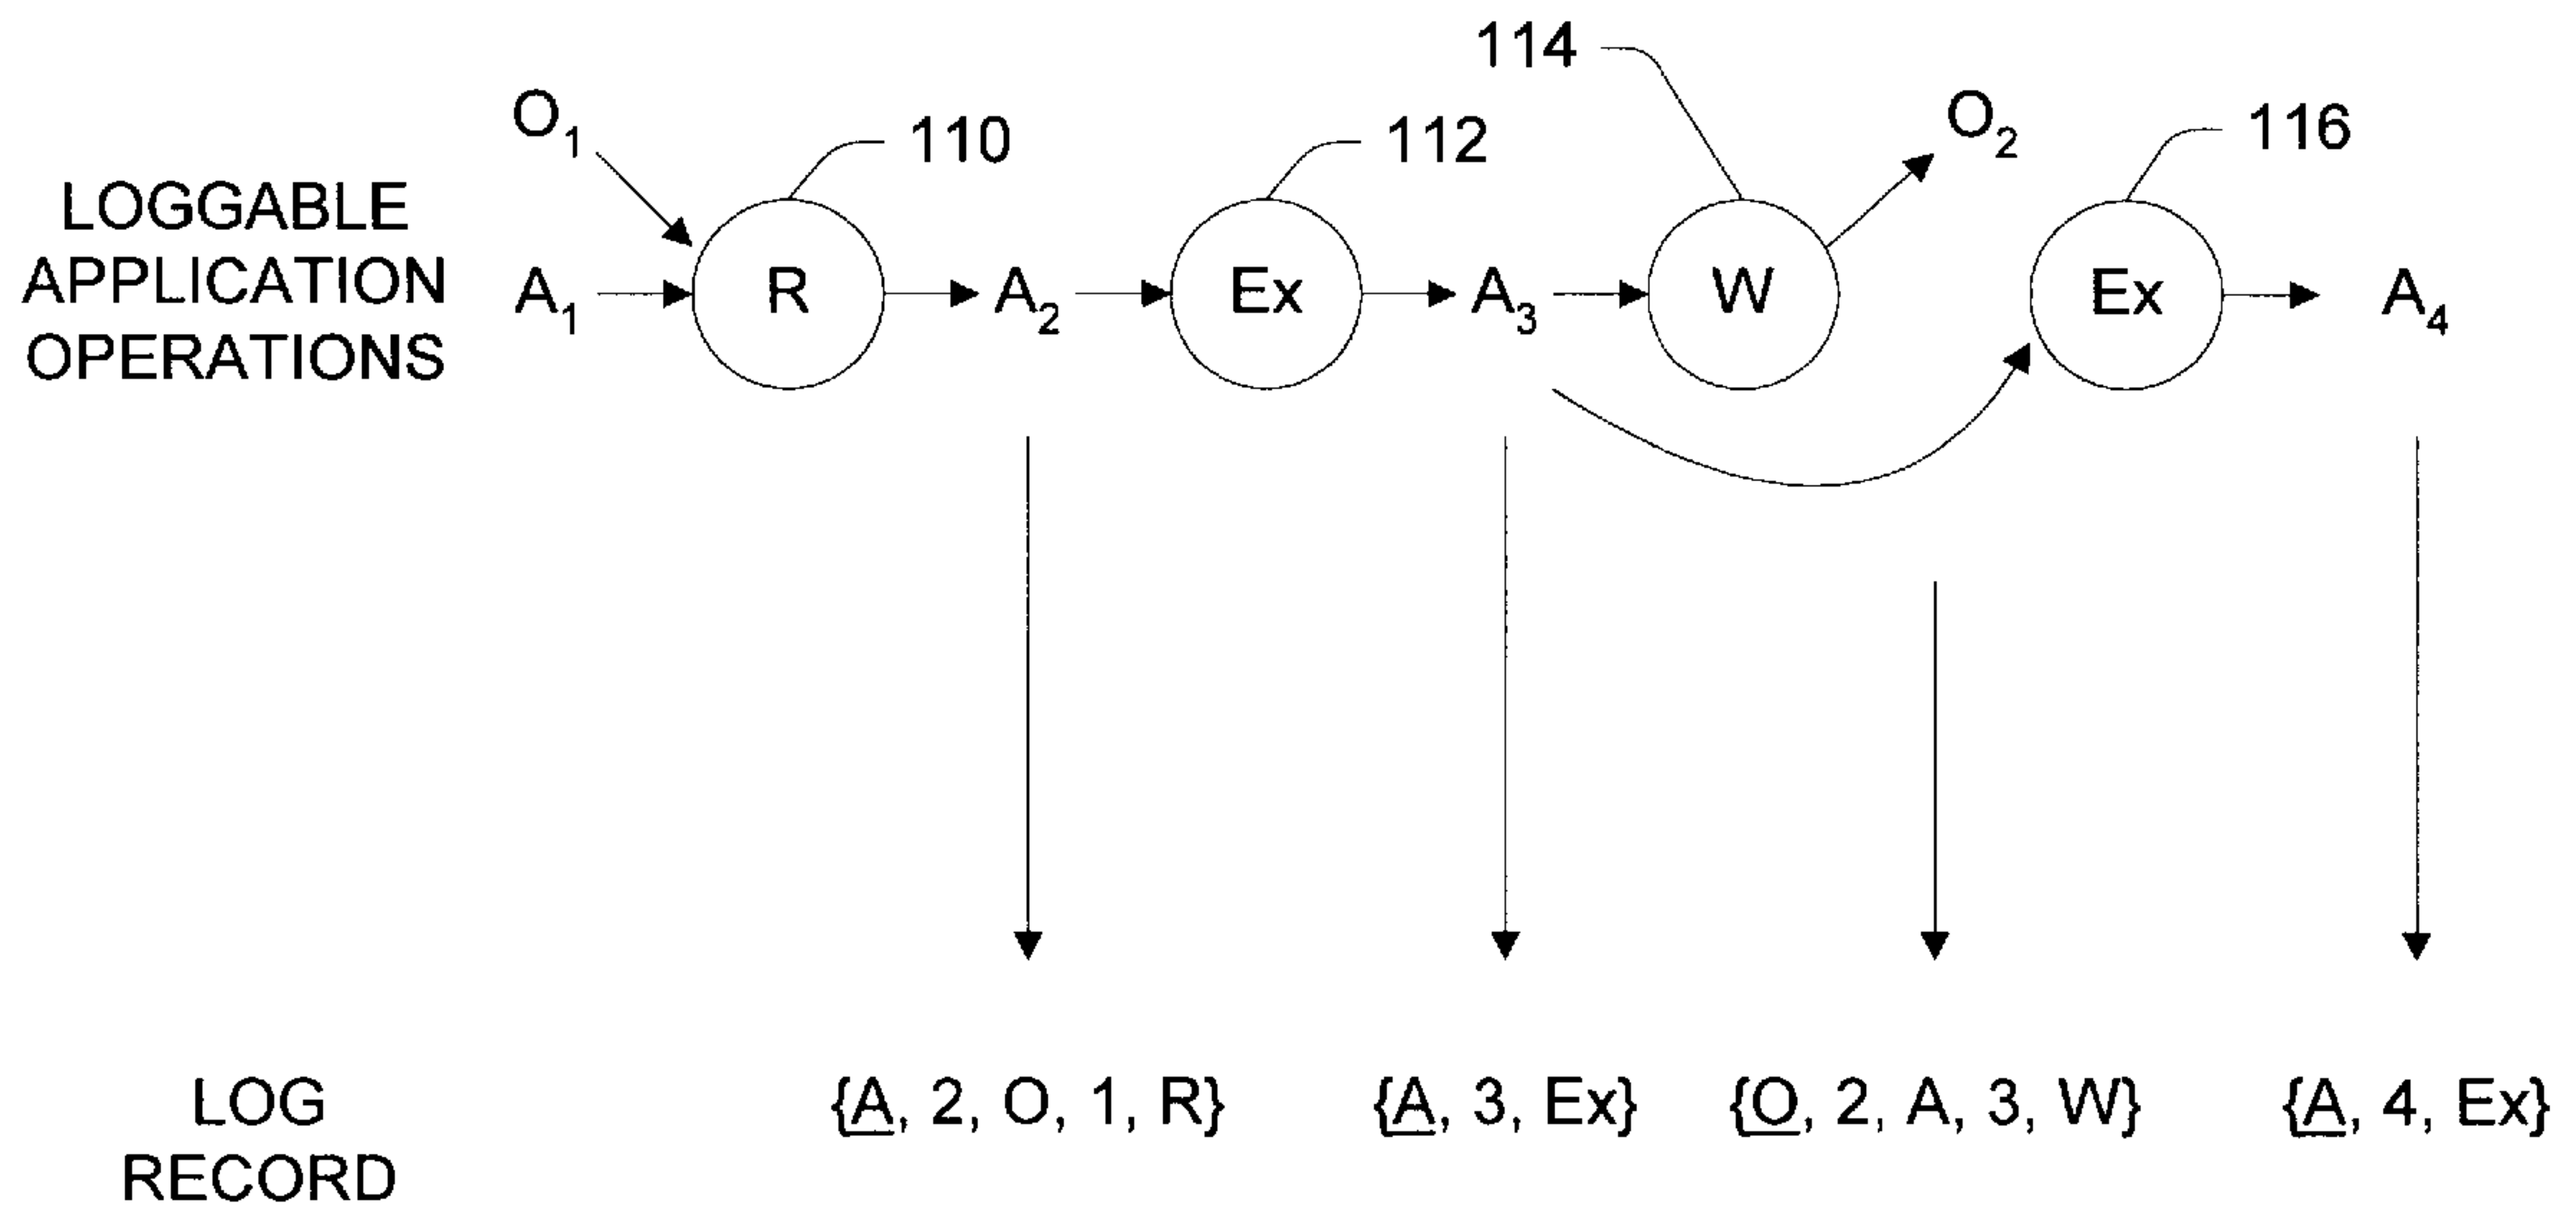 114
O1 110 112 O2 116
LOGGABLE
APPLICATION
OPERATIONS
A1 R A2 Ex A3 W Ex A4
LOG
RECORD
{A, 2, O, 1, R} {A, 3, Ex} {O, 2, A, 3, W} {A, 4, Ex}